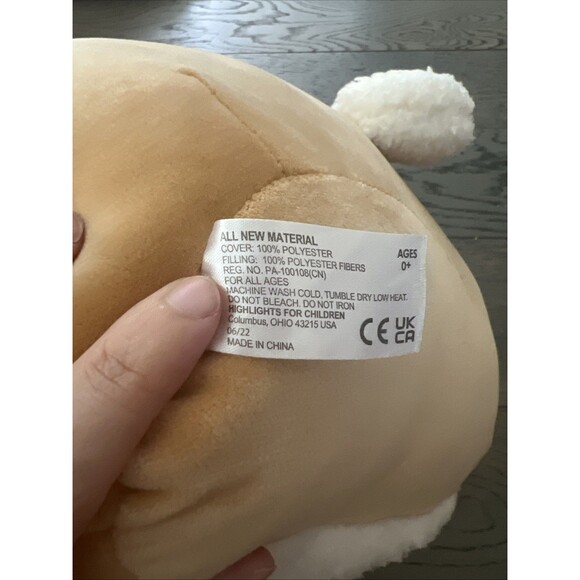 ALL NEW MATERIAL
COVER: 100% POLYESTER
FILLING: 100% POLYESTER FIBERS
REG. NO. PA-100108(CN)
FOR ALL AGES
MACHINE WASH COLD, TUMBLE DRY LOW HEAT.
DO NOT BLEACH. DO NOT IRON
HIGHLIGHTS FOR CHILDREN
Columbus, OHIO 43215 USA
06/22
MADE IN CHINA
AGES
0+
CE UK
CA